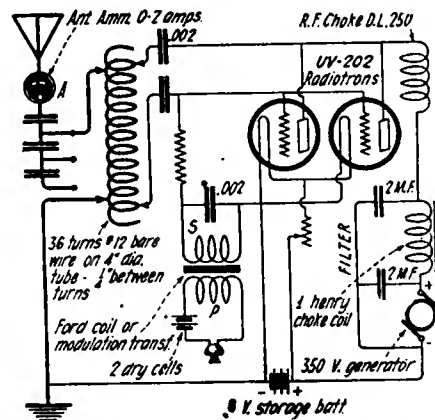 Ant. Amm. 0-2 amps.
.002
R.F. Choke D.L. 250
UV-202
Radiotrons
A
.002
2 M.F.
FILTER
2 M.F.
36 turns #12 bare
wire on 4" dia.
tube - ¼" between
turns
S
P
+
-
Ford coil or
modulation transf.
2 dry cells
1 henry
choke coil
350 V. generator
- +
8 V. storage batt.